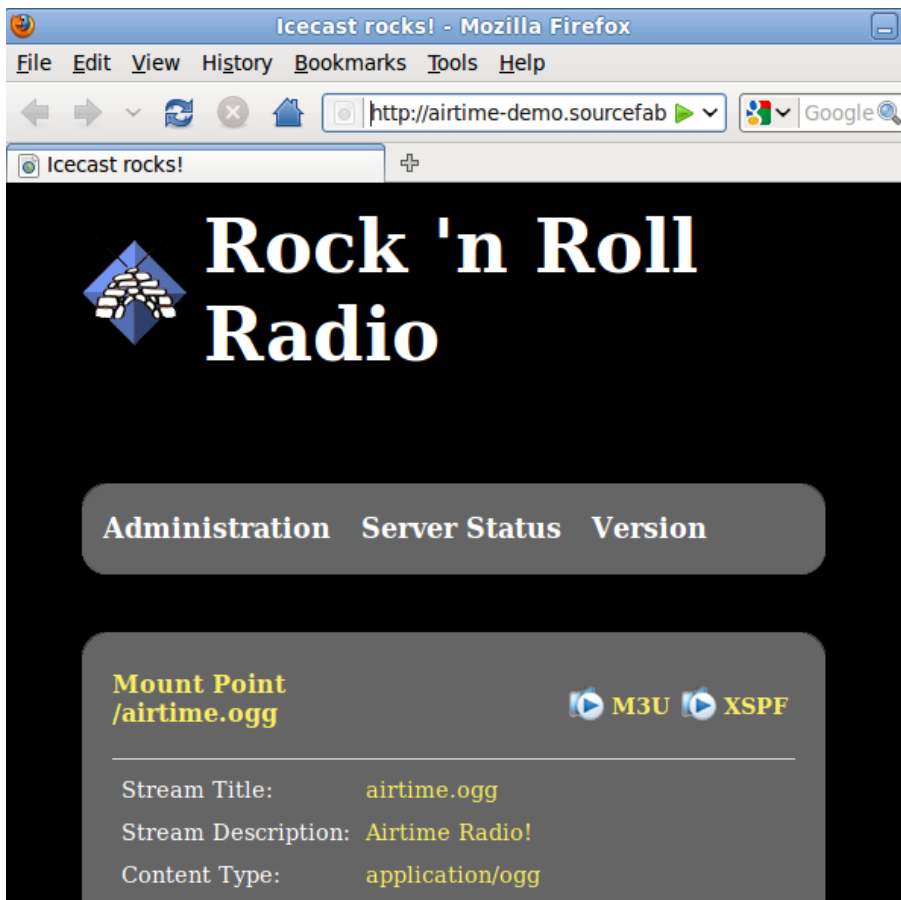 Icecast rocks! - Mozilla Firefox
File Edit View History Bookmarks Tools Help
http://airtime-demo.sourcefab Google
Icecast rocks!
Rock 'n Roll
Radio
Administration Server Status Version
Mount Point
/airtime.ogg
M3U XSPF
Stream Title: airtime.ogg
Stream Description: Airtime Radio!
Content Type: application/ogg